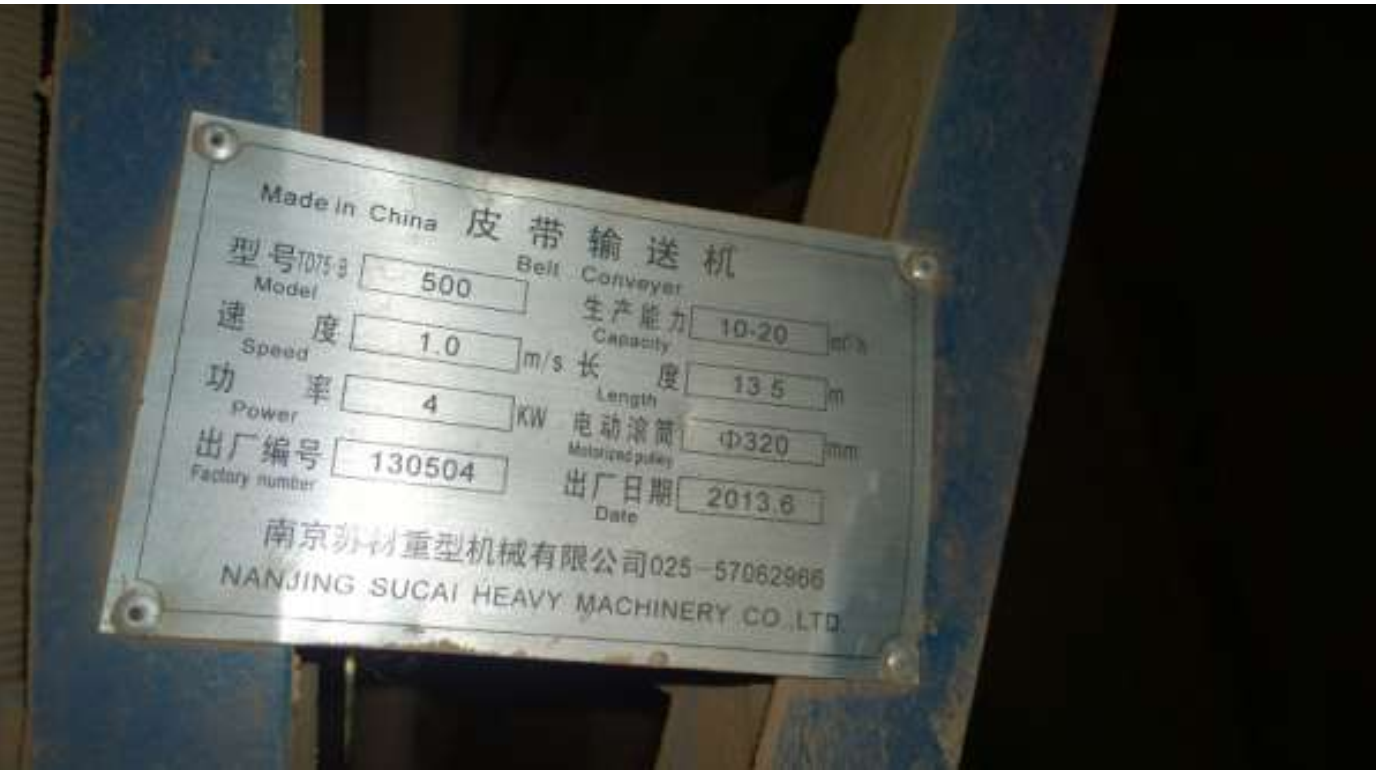 Made in China 皮带输送机
Belt Conveyer
型号TD75-B 500 生产能力 10-20 m³/h
Model Capacity
速度 1.0 m/s 长度 13.5 m
Speed Length
功率 4 KW 电动滚筒 Φ320 mm
Power Motorized pulley
出厂编号 130504 出厂日期 2013.6
Factory number Date
南京苏材重型机械有限公司025-57062966
NANJING SUCAI HEAVY MACHINERY CO.,LTD.